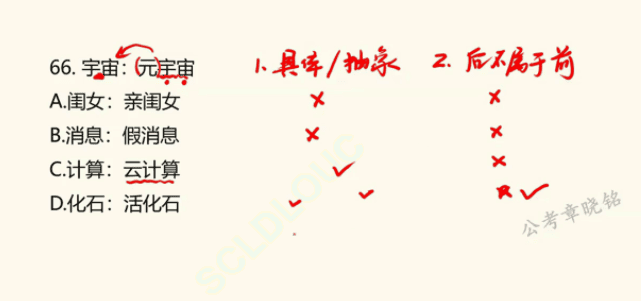 66. 宇宙：(元)宇宙 1. 具体/抽象 2. 后不属于前
A.闺女：亲闺女
B.消息：假消息
C.计算：云计算
D.化石：活化石
公考章晓铭
SCLDLOVC